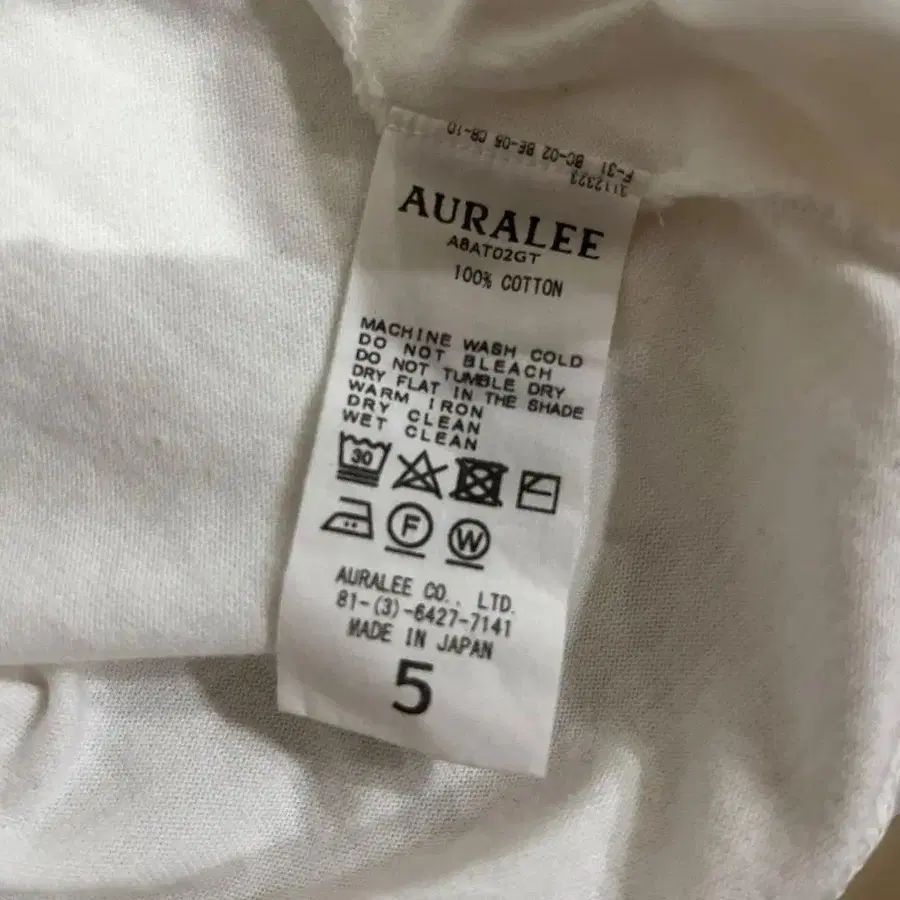 F-31 BC-02 BE-05 CB-10
3112323
AURALEE
A8AT02GT
100% COTTON
MACHINE WASH COLD
DO NOT BLEACH
DO NOT TUMBLE DRY
DRY FLAT IN THE SHADE
WARM IRON
DRY CLEAN
WET CLEAN
30
F
W
AURALEE CO., LTD.
81-(3)-6427-7141
MADE IN JAPAN
5